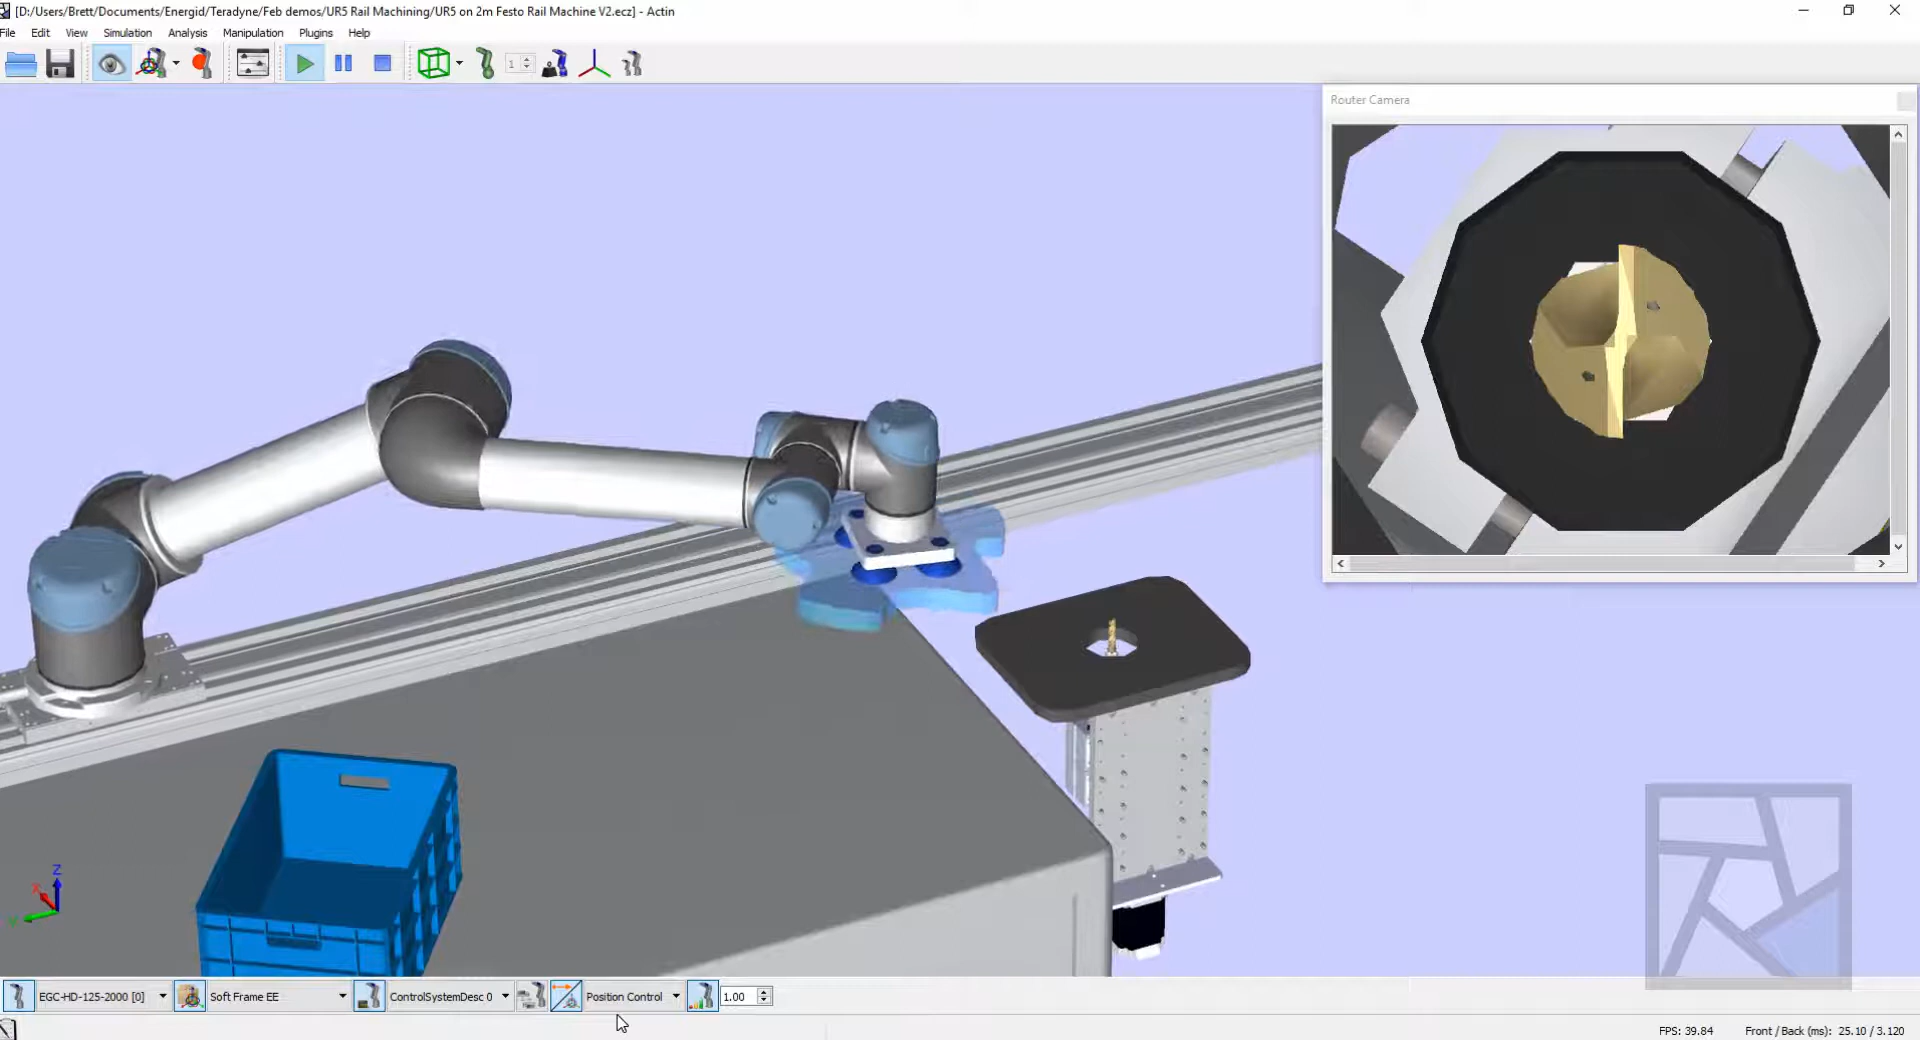 [D:/Users/Brett/Documents/Energid/Teradyne/Feb demos/UR5 Rail Machining/UR5 on 2m Festo Rail Machine V2.ecz] - Actin
File Edit View Simulation Analysis Manipulation Plugins Help
1
Router Camera
Z
X
Y
EGC-HD-125-2000 [0] Soft Frame EE ControlSystemDesc 0 Position Control 1.00
FPS: 39.84 Front / Back (ms): 25.10 / 3.120